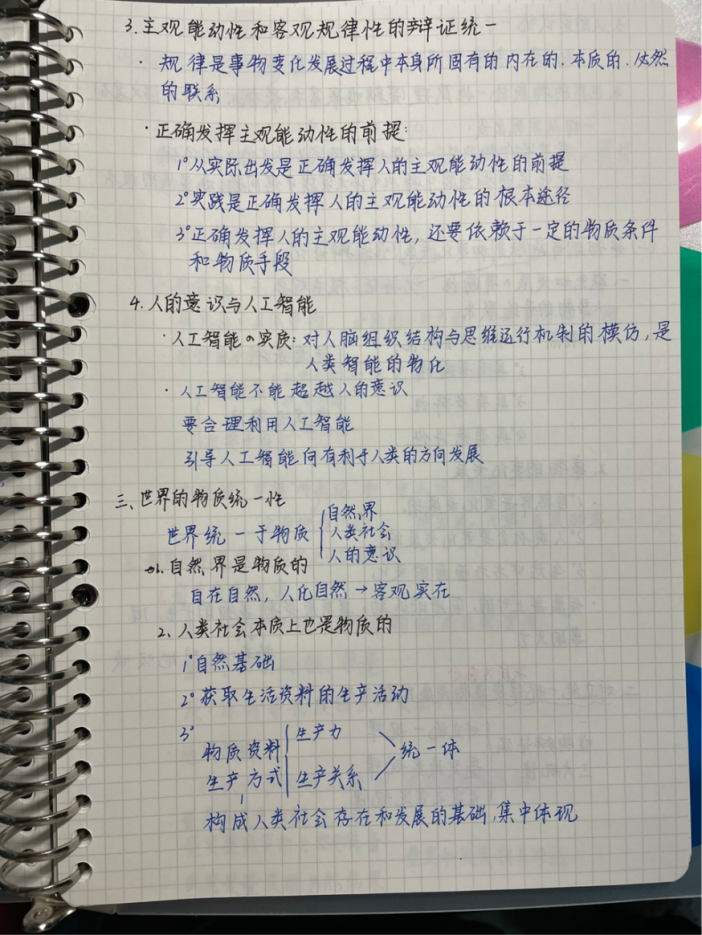 3.主观能动性和客观规律性的辩证统一
· 规律是事物变化发展过程中本身所固有的内在的、本质的、必然
的联系
·正确发挥主观能动性的前提:
1°从实际出发是正确发挥人的主观能动性的前提
2°实践是正确发挥人的主观能动性的根本途径
3°正确发挥人的主观能动性,还要依赖于一定的物质条件
和物质手段
4.人的意识与人工智能
·人工智能的实质:对人脑组织结构与思维运行机制的模仿,是
人类智能的物化
·人工智能不能超越人的意识
要合理利用人工智能
引导人工智能向有利于人类的方向发展
三、世界的物质统一性
世界统一于物质 { 自然界
人类社会
人的意识
1.自然界是物质的
自在自然,人化自然→客观实在
2、人类社会本质上也是物质的
1°自然基础
2°获取生活资料的生产活动
3°
物质资料 生产力
统一体
生产方式 生产关系
构成人类社会存在和发展的基础,集中体现